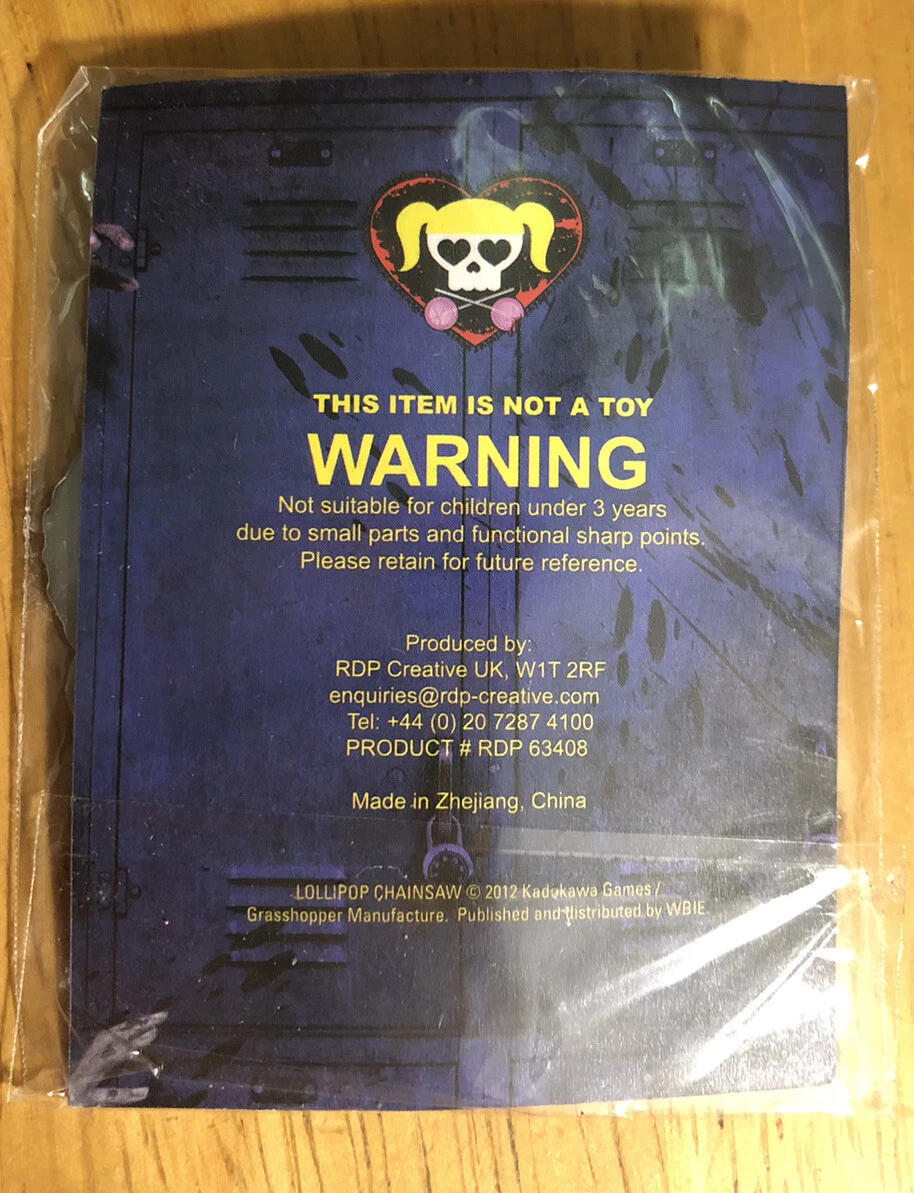 THIS ITEM IS NOT A TOY
WARNING
Not suitable for children under 3 years
due to small parts and functional sharp points.
Please retain for future reference.
Produced by:
RDP Creative UK, W1T 2RF
enquiries@rdp-creative.com
Tel: +44 (0) 20 7287 4100
PRODUCT # RDP 63408
Made in Zhejiang, China
LOLLIPOP CHAINSAW © 2012 Kadokawa Games /
Grasshopper Manufacture. Published and distributed by WBIE.